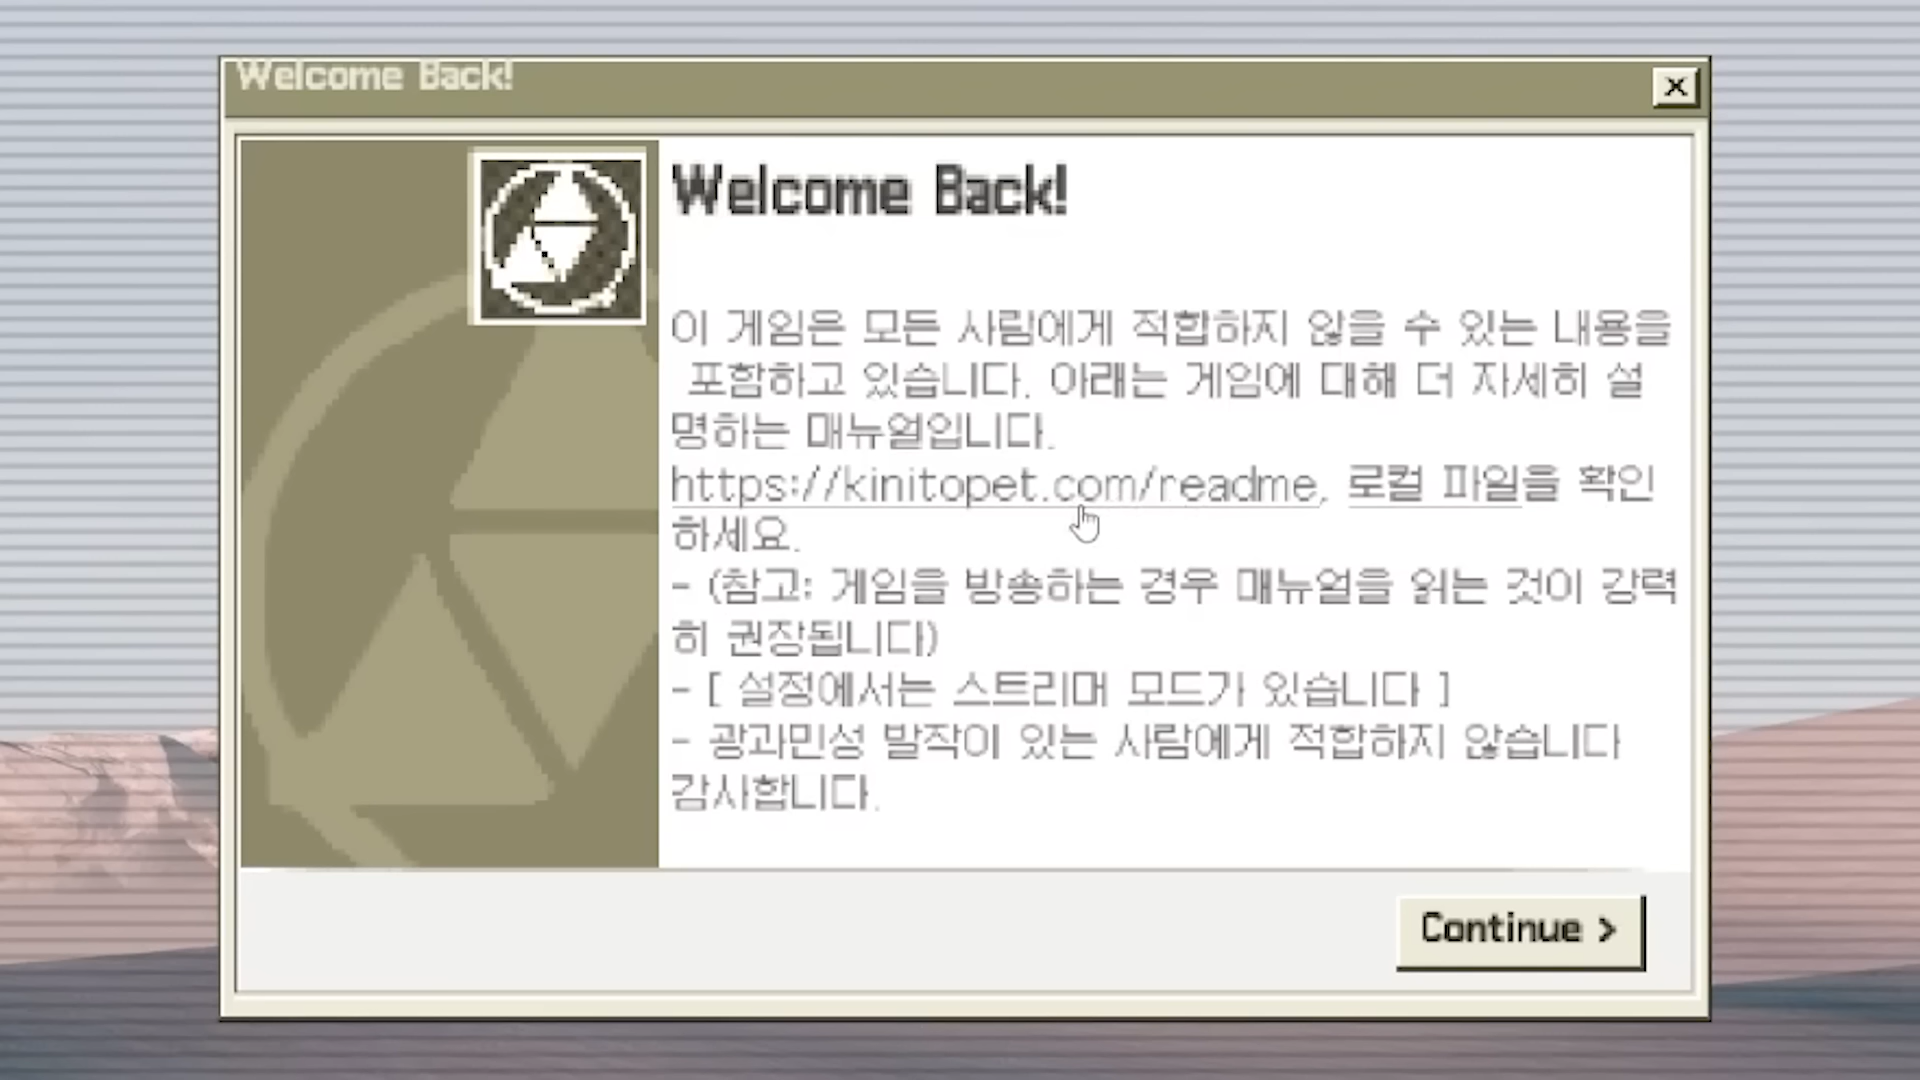 Welcome Back!
Welcome Back!
이 게임은 모든 사람에게 적합하지 않을 수 있는 내용을
포함하고 있습니다. 아래는 게임에 대해 더 자세히 설
명하는 매뉴얼입니다.
https://kinitopet.com/readme, 로컬 파일을 확인
하세요.
- (참고: 게임을 방송하는 경우 매뉴얼을 읽는 것이 강력
히 권장됩니다)
- [ 설정에서는 스트리머 모드가 있습니다 ]
- 광과민성 발작이 있는 사람에게 적합하지 않습니다
감사합니다.
Continue >